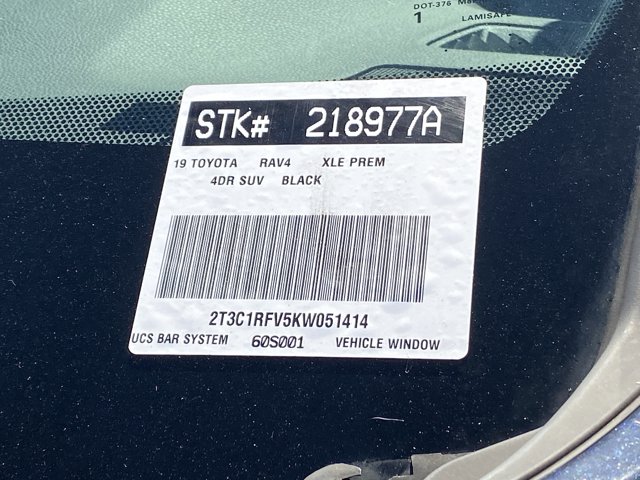 DOT-376
1 LAMISAFE
STK# 218977A
19 TOYOTA RAV4 XLE PREM
4DR SUV BLACK
2T3C1RFV5KW051414
UCS BAR SYSTEM 60S001 VEHICLE WINDOW